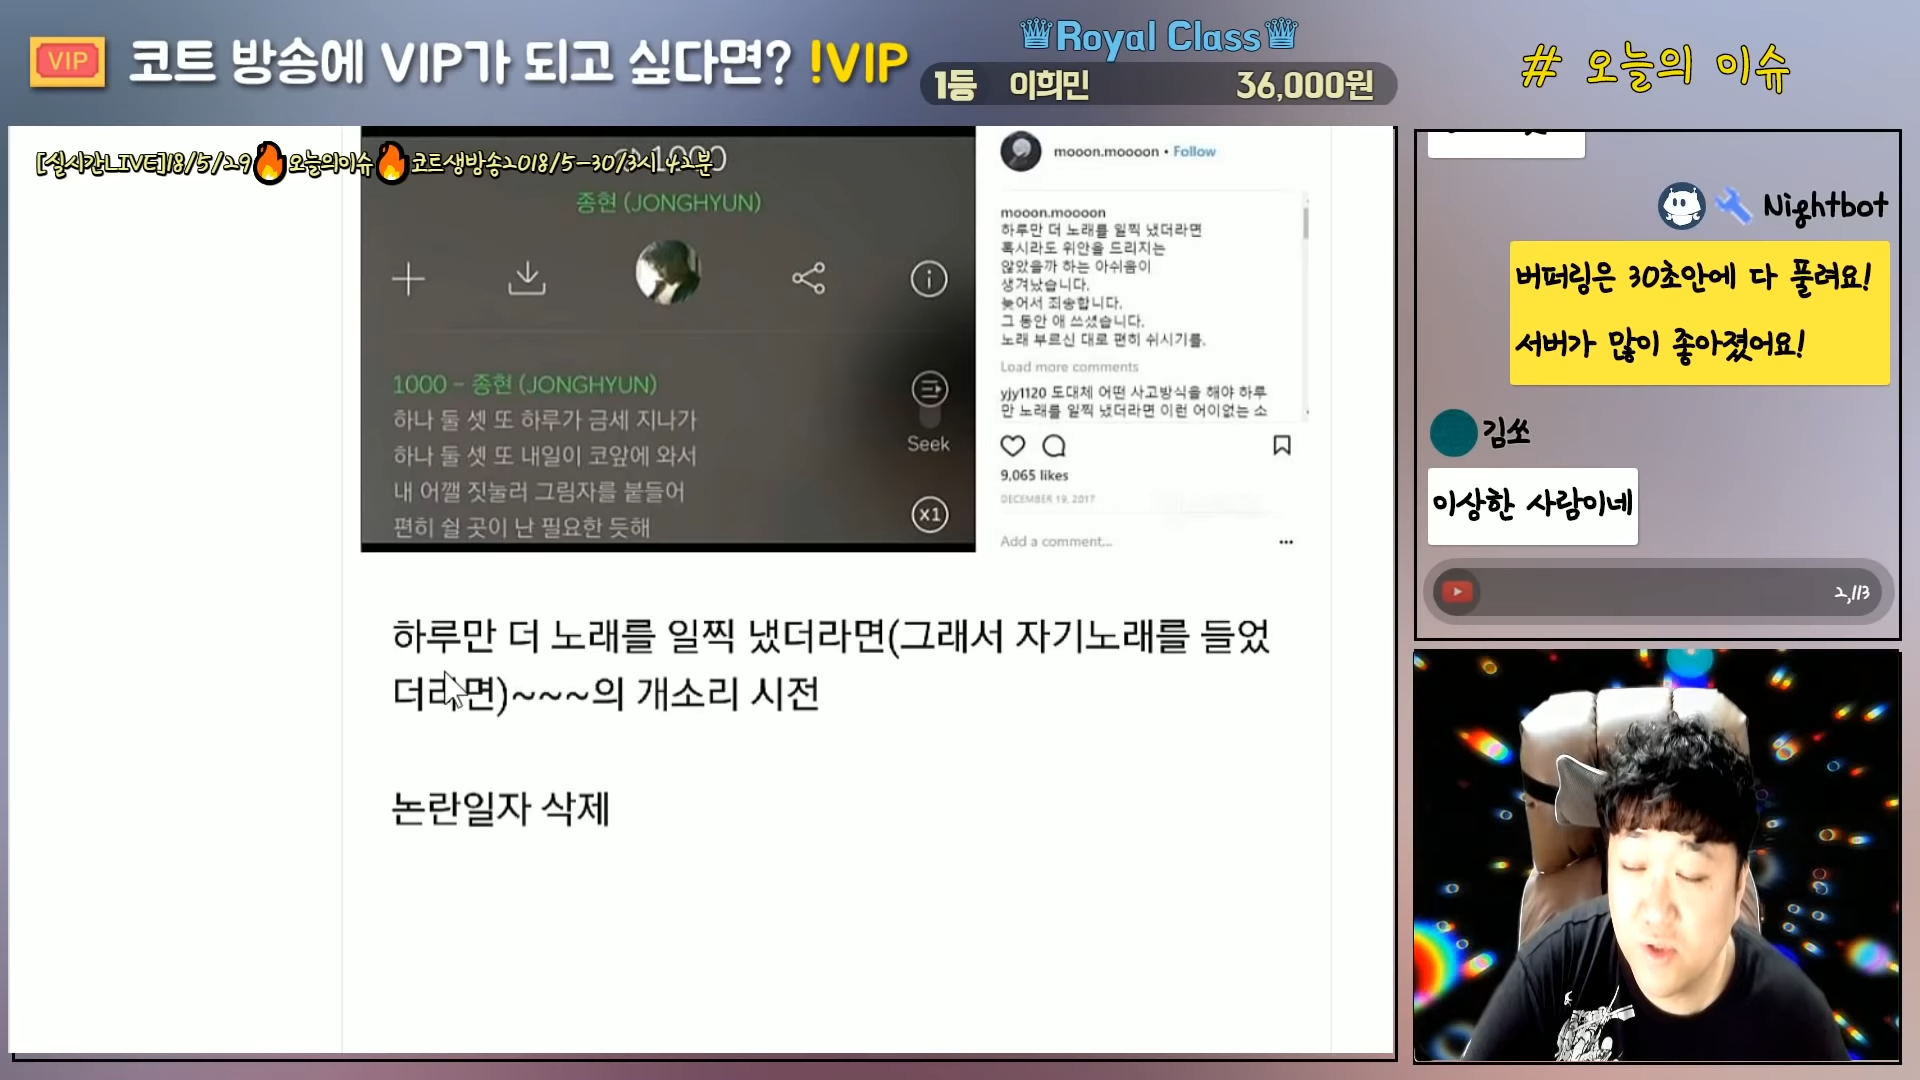 VIP
코트 방송에 VIP가 되고 싶다면? !VIP
Royal Class
1등 이희민 36,000원
# 오늘의 이슈
[실시간LIVE]18/5/29 오늘의이슈 코트생방송2018/5-30/3시 42분
1000
종현 (JONGHYUN)
1000 - 종현 (JONGHYUN)
하나 둘 셋 또 하루가 금세 지나가
하나 둘 셋 또 내일이 코앞에 와서
내 어깰 짓눌러 그림자를 붙들어
편히 쉴 곳이 난 필요한 듯해
Seek
x1
mooon.moooon • Follow
mooon.moooon
하루만 더 노래를 일찍 냈더라면
혹시라도 위안을 드리지는
않았을까 하는 아쉬움이
생겨났습니다.
늦어서 죄송합니다.
그 동안 애 쓰셨습니다.
노래 부르신 대로 편히 쉬시기를.
Load more comments
yjy1120 도대체 어떤 사고방식을 해야 하루
만 노래를 일찍 냈더라면 이런 어이없는 소
9,065 likes
DECEMBER 19, 2017
Add a comment...
하루만 더 노래를 일찍 냈더라면(그래서 자기노래를 들었
더라면)~~~의 개소리 시전
논란일자 삭제
Nightbot
버퍼링은 30초안에 다 풀려요!
서버가 많이 좋아졌어요!
김쏘
이상한 사람이네
2,113